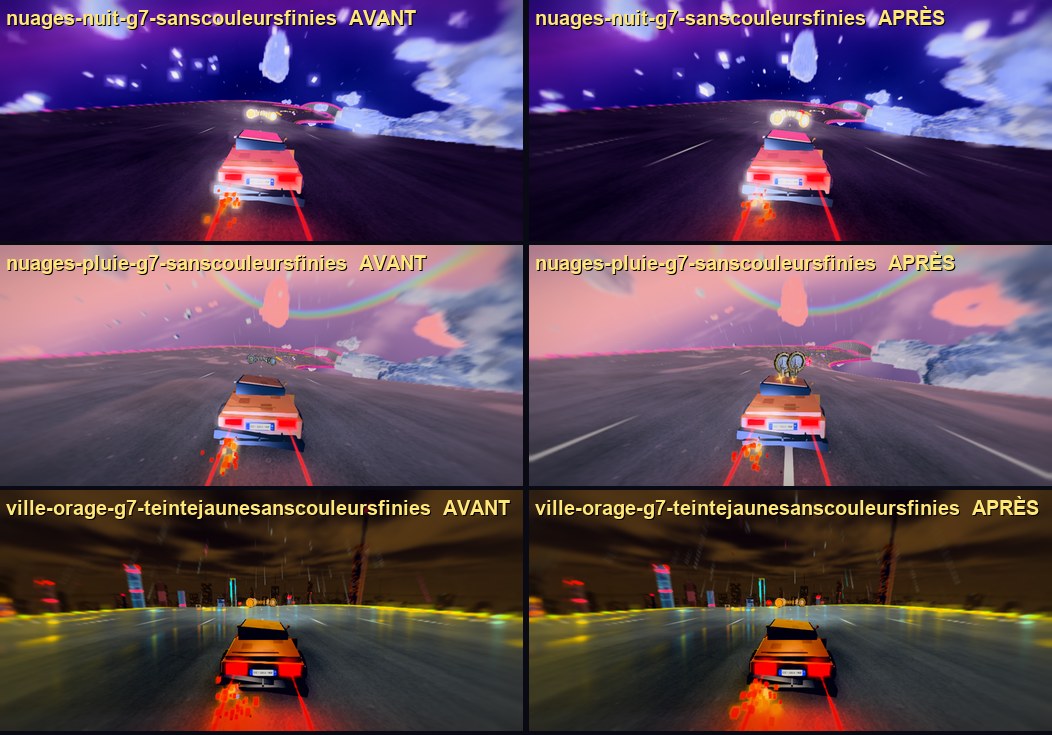 nuages-nuit-g7-sanscouleursfinies AVANT
nuages-nuit-g7-sanscouleursfinies APRÈS
nuages-pluie-g7-sanscouleursfinies AVANT
nuages-pluie-g7-sanscouleursfinies APRÈS
ville-orage-g7-teintejaunesanscouleursfinies AVANT
ville-orage-g7-teintejaunesanscouleursfinies APRÈS